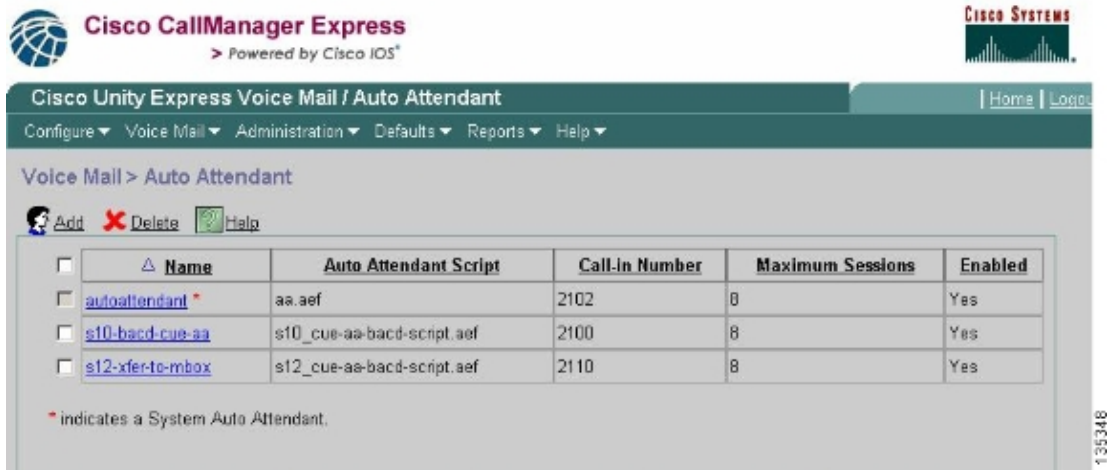 Cisco CallManager Express
> Powered by Cisco IOS®
CISCO SYSTEMS
Cisco Unity Express Voice Mail / Auto Attendant
| Home | Logou
Configure Voice Mail Administration Defaults Reports Help
Voice Mail > Auto Attendant
Add Delete ? Help
Name Auto Attendant Script Call-in Number Maximum Sessions Enabled
autoattendant * aa.aef 2102 8 Yes
s10-bacd-cue-aa s10_cue-aa-bacd-script.aef 2100 8 Yes
s12-xfer-to-mbox s12_cue-aa-bacd-script.aef 2110 8 Yes
* indicates a System Auto Attendant.
135348